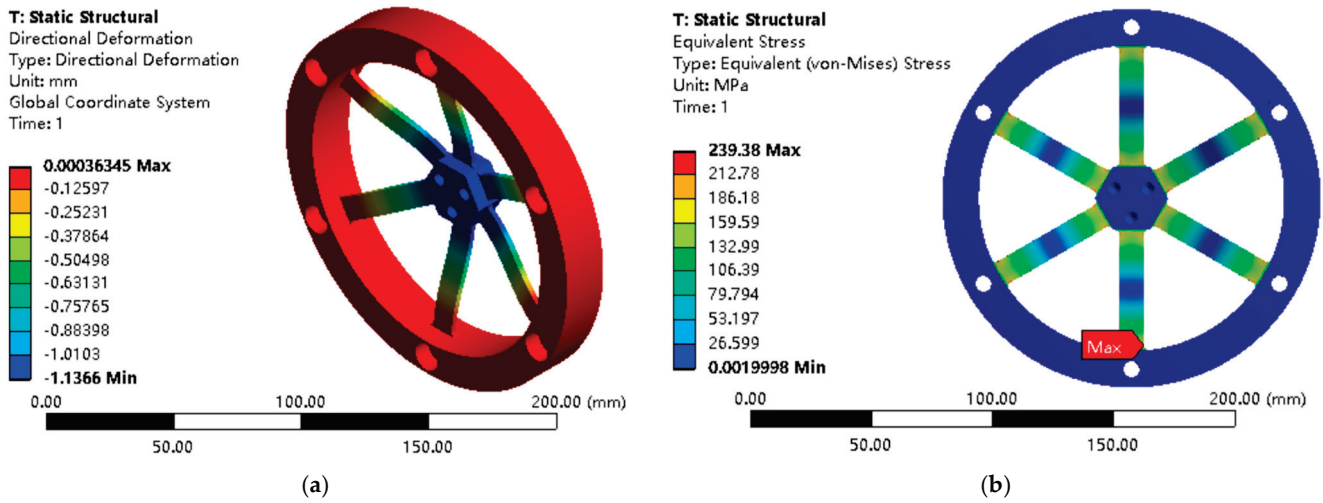 T: Static Structural
Directional Deformation
Type: Directional Deformation
Unit: mm
Global Coordinate System
Time: 1
0.00036345 Max
-0.12597
-0.25231
-0.37864
-0.50498
-0.63131
-0.75765
-0.88398
-1.0103
-1.1366 Min
0.00 100.00 200.00 (mm)
50.00 150.00
(a)
T: Static Structural
Equivalent Stress
Type: Equivalent (von-Mises) Stress
Unit: MPa
Time: 1
239.38 Max
212.78
186.18
159.59
132.99
106.39
79.794
53.197
26.599
0.0019998 Min
Max
0.00 100.00 200.00 (mm)
50.00 150.00
(b)